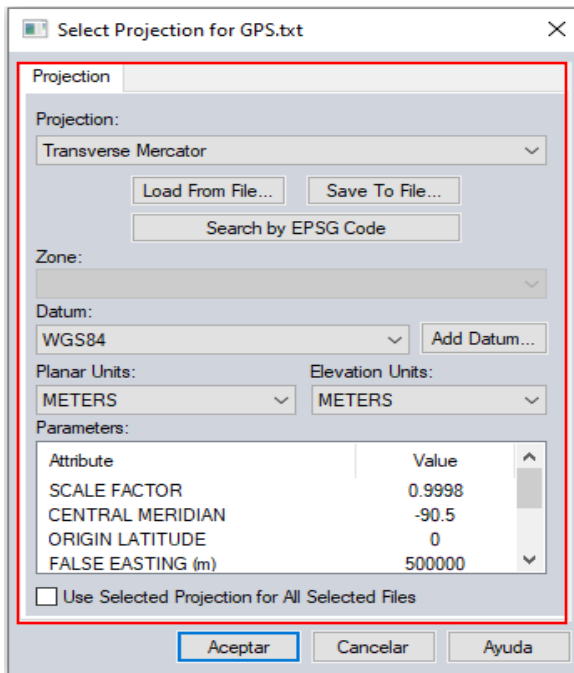 Select Projection for GPS.txt
Projection
Projection:
Transverse Mercator
Load From File... Save To File...
Search by EPSG Code
Zone:
Datum:
WGS84 Add Datum...
Planar Units: Elevation Units:
METERS METERS
Parameters:
Attribute Value
SCALE FACTOR 0.9998
CENTRAL MERIDIAN -90.5
ORIGIN LATITUDE 0
FALSE EASTING (m) 500000
Use Selected Projection for All Selected Files
Aceptar Cancelar Ayuda